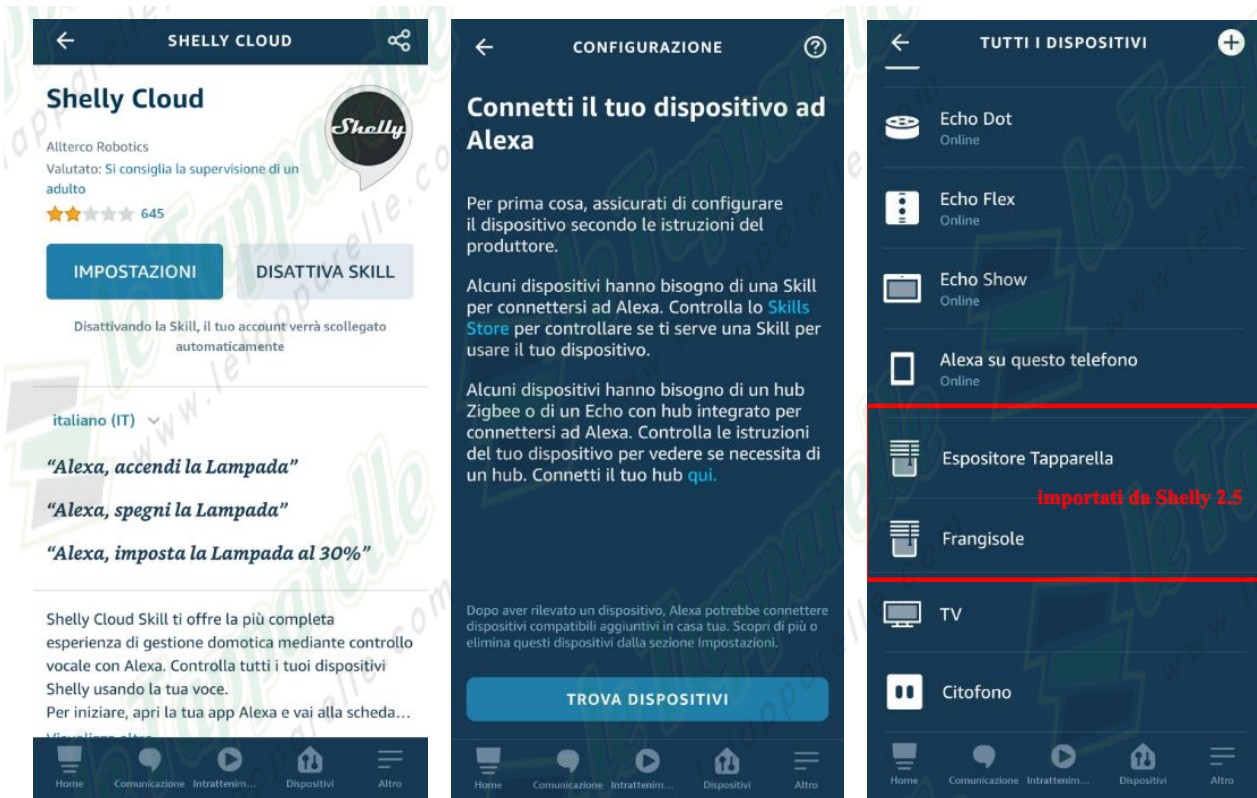 SHELLY CLOUD
Shelly Cloud
Shelly
Allterco Robotics
Valutato: Si consiglia la supervisione di un
adulto
645
IMPOSTAZIONI
DISATTIVA SKILL
Disattivando la Skill, il tuo account verrà scollegato
automaticamente
italiano (IT)
“Alexa, accendi la Lampada”
“Alexa, spegni la Lampada”
“Alexa, imposta la Lampada al 30%”
Shelly Cloud Skill ti offre la più completa
esperienza di gestione domotica mediante controllo
vocale con Alexa. Controlla tutti i tuoi dispositivi
Shelly usando la tua voce.
Per iniziare, apri la tua app Alexa e vai alla scheda...
Home
Comunicazione
Intrattenim...
Dispositivi
Altro
CONFIGURAZIONE
Connetti il tuo dispositivo ad
Alexa
Per prima cosa, assicurati di configurare
il dispositivo secondo le istruzioni del
produttore.
Alcuni dispositivi hanno bisogno di una Skill
per connettersi ad Alexa. Controlla lo Skills
Store per controllare se ti serve una Skill per
usare il tuo dispositivo.
Alcuni dispositivi hanno bisogno di un hub
Zigbee o di un Echo con hub integrato per
connettersi ad Alexa. Controlla le istruzioni
del tuo dispositivo per vedere se necessita di
un hub. Connetti il tuo hub qui.
Dopo aver rilevato un dispositivo, Alexa potrebbe connettere
dispositivi compatibili aggiuntivi in casa tua. Scopri di più o
elimina questi dispositivi dalla sezione Impostazioni.
TROVA DISPOSITIVI
Home
Comunicazione
Intrattenim...
Dispositivi
Altro
TUTTI I DISPOSITIVI
Echo Dot
Online
Echo Flex
Online
Echo Show
Online
Alexa su questo telefono
Online
Espositore Tapparella
importati da Shelly 2.5
Frangisole
TV
Citofono
Home
Comunicazione
Intrattenim...
Dispositivi
Altro
le Tapparelle
www.letapparelle.com